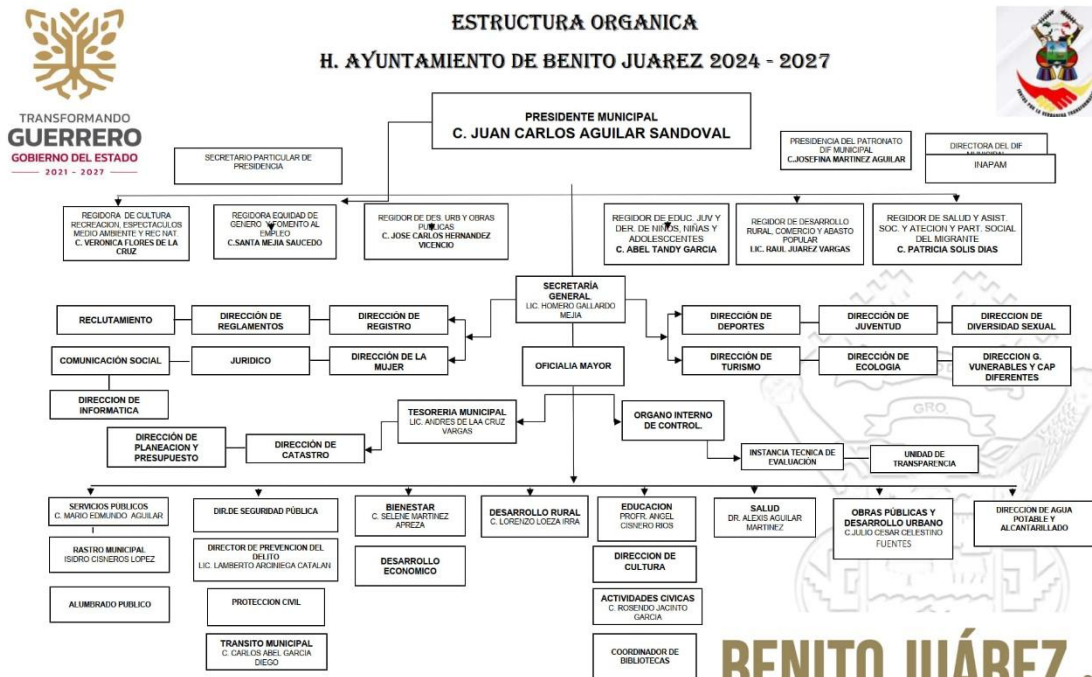 ESTRUCTURA ORGANICA
H. AYUNTAMIENTO DE BENITO JUAREZ 2024 - 2027
TRANSFORMANDO
GUERRERO
GOBIERNO DEL ESTADO
2021 - 2027
PRESIDENTE MUNICIPAL
C. JUAN CARLOS AGUILAR SANDOVAL
SECRETARIO PARTICULAR DE
PRESIDENCIA
PRESIDENCIA DEL PATRONATO
DIF MUNICIPAL
C.JOSEFINA MARTINEZ AGUILAR
DIRECTORA DEL DIF
INAPAM
REGIDORA DE CULTURA
RECREACION, ESPECTACULOS
MEDIO AMBIENTE Y REC NAT.
C. VERONICA FLORES DE LA
CRUZ
REGIDORA EQUIDAD DE
GENERO Y FOMENTO AL
EMPLEO
C.SANTA MEJIA SAUCEDO
REGIDOR DE DES. URB Y OBRAS
PUBLICAS
C. JOSE CARLOS HERNANDEZ
VICENCIO
REGIDOR DE EDUC. JUV Y
DER. DE NIÑOS, NIÑAS Y
ADOLESCCENTES
C. ABEL TANDY GARCIA
REGIDOR DE DESARROLLO
RURAL, COMERCIO Y ABASTO
POPULAR
LIC. RAUL JUAREZ VARGAS
REGIDOR DE SALUD Y ASIST.
SOC. Y ATECION Y PART. SOCIAL
DEL MIGRANTE
C. PATRICIA SOLIS DIAS
SECRETARÍA
GENERAL
LIC. HOMERO GALLARDO
MEJIA
RECLUTAMIENTO
DIRECCIÓN DE
REGLAMENTOS
DIRECCIÓN DE
REGISTRO
DIRECCIÓN DE
DEPORTES
DIRECCIÓN DE
JUVENTUD
DIRECCION DE
DIVERSIDAD SEXUAL
COMUNICACIÓN SOCIAL
JURIDICO
DIRECCIÓN DE LA
MUJER
OFICIALIA MAYOR
DIRECCIÓN DE
TURISMO
DIRECCIÓN DE
ECOLOGIA
DIRECCION G.
VUNERABLES Y CAP
DIFERENTES
DIRECCION DE
INFORMATICA
GRO.
TESORERIA MUNICIPAL
LIC. ANDRES DE LAA CRUZ
VARGAS
ORGANO INTERNO
DE CONTROL.
DIRECCIÓN DE
PLANEACION Y
PRESUPUESTO
DIRECCIÓN DE
CATASTRO
INSTANCIA TECNICA DE
EVALUACIÓN
UNIDAD DE
TRANSPARENCIA
SERVICIOS PÚBLICOS
C. MARIO EDMUNDO AGUILAR
DIR.DE SEGURIDAD PÚBLICA
BIENESTAR
C. SELENE MARTINEZ
APREZA
DESARROLLO RURAL
C. LORENZO LOEZA IRRA
EDUCACION
PROFR. ANGEL
CISNERO RIOS
SALUD
DR. ALEXIS AGUILAR
MARTINEZ
OBRAS PÚBLICAS Y
DESARROLLO URBANO
C.JULIO CESAR CELESTINO
FUENTES
DIRECCION DE AGUA
POTABLE Y
ALCANTARILLADO
RASTRO MUNICIPAL
ISIDRO CISNEROS LOPEZ
DIRECTOR DE PREVENCION DEL
DELITO
LIC. LAMBERTO ARCINIEGA CATALAN
DESARROLLO
ECONOMICO
DIRECCION DE
CULTURA
ALUMBRADO PUBLICO
PROTECCION CIVIL
ACTIVIDADES CIVICAS
C. ROSENDO JACINTO
GARCIA
TRANSITO MUNICIPAL
C. CARLOS ABEL GARCIA
DIEGO
COORDINADOR DE
BIBLIOTECAS
BENITO JUÁREZ